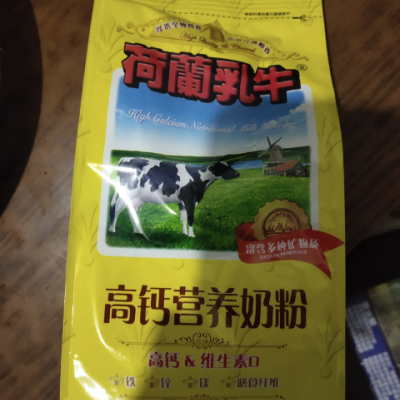 荷蘭乳牛
High Calcium Nutritional Milk Powder
高钙营养奶粉
高钙 & 维生素D
铁 锌 镁 膳食纤维